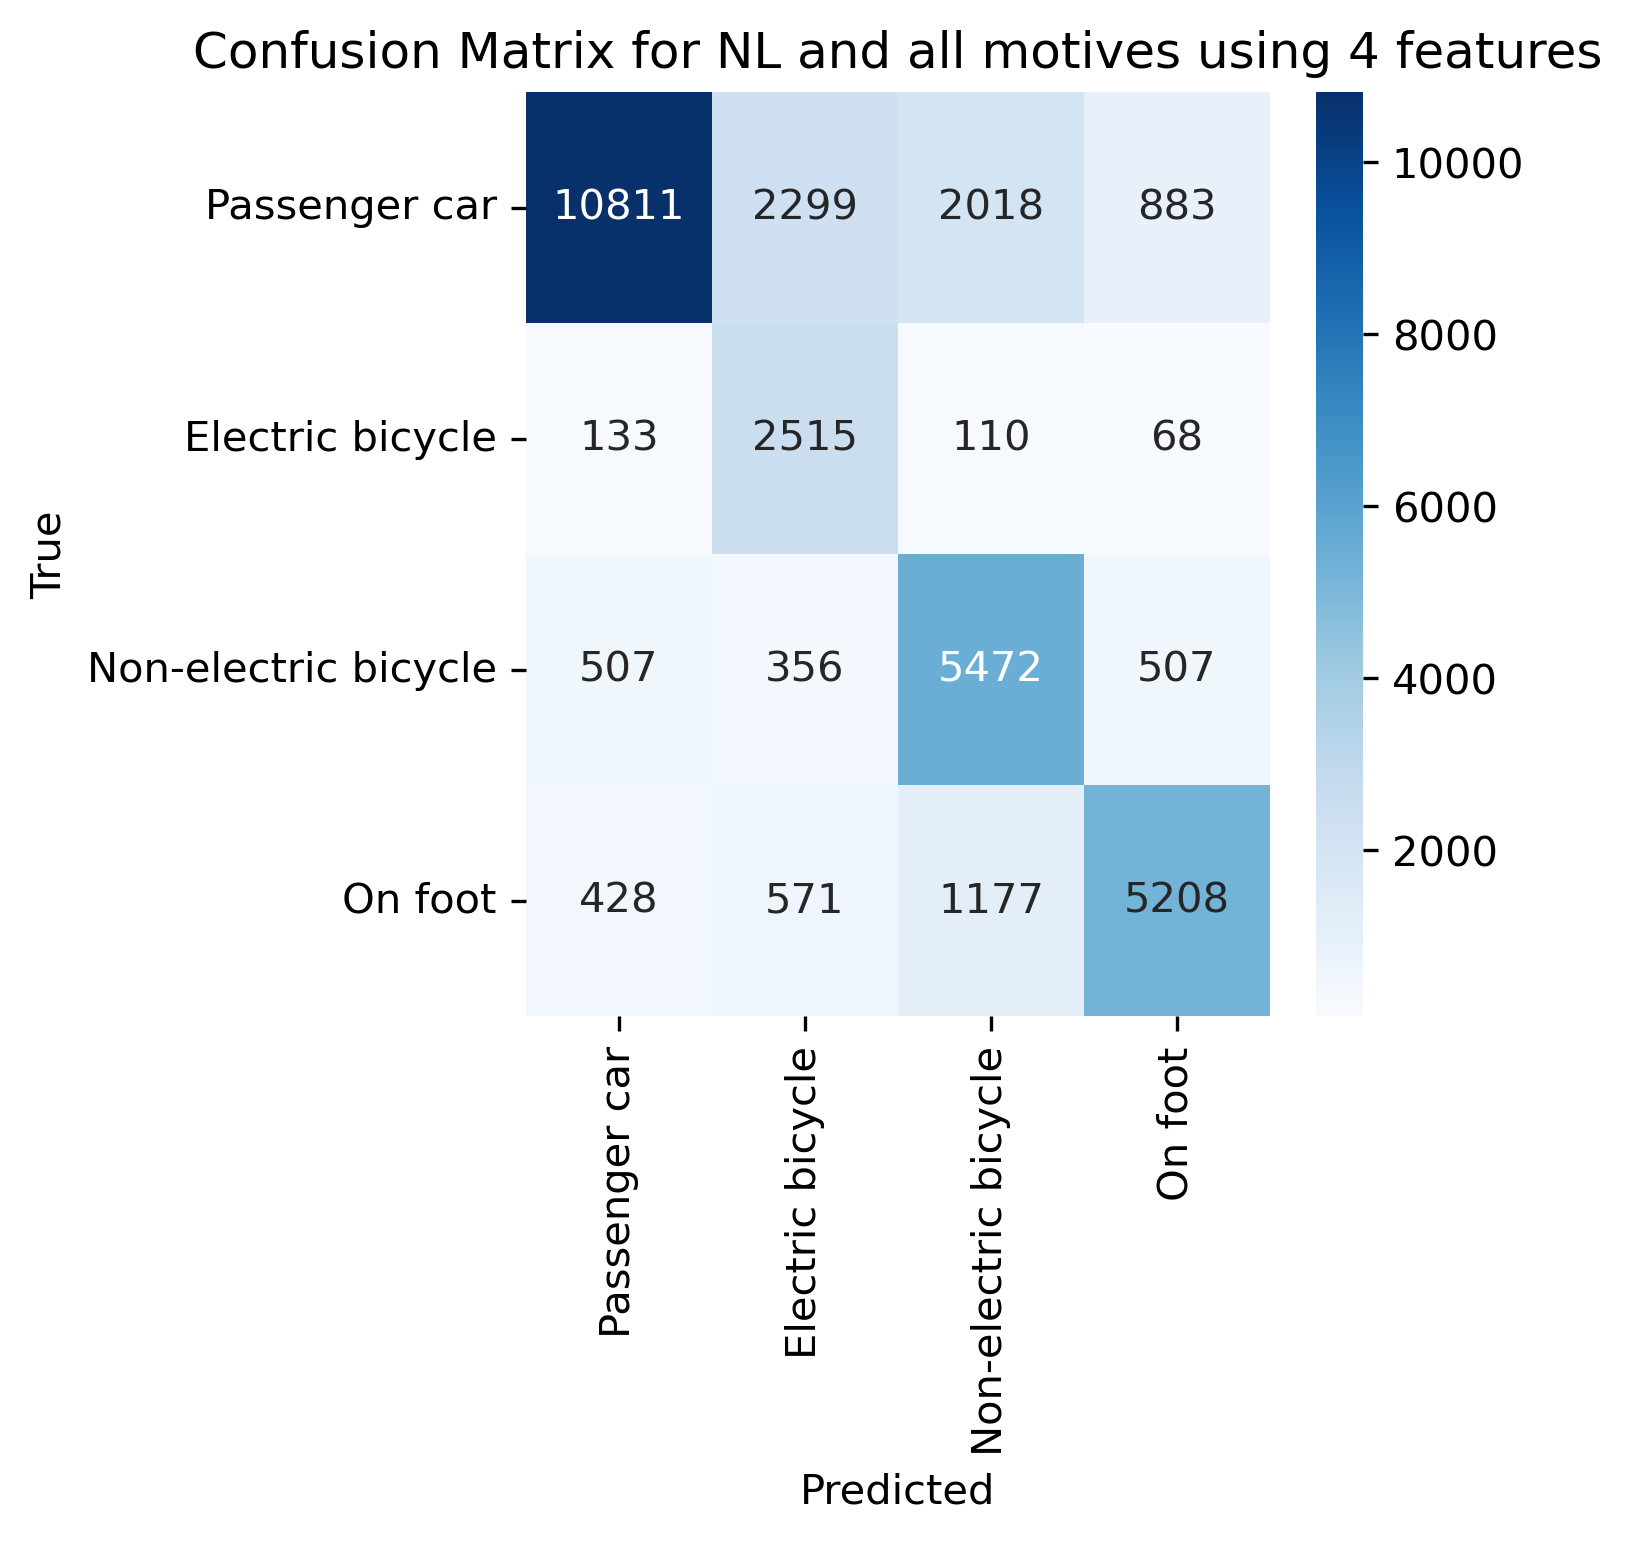 Confusion Matrix for NL and all motives using 4 features
True
Passenger car 10811 2299 2018 883
Electric bicycle 133 2515 110 68
Non-electric bicycle 507 356 5472 507
On foot 428 571 1177 5208
10000
8000
6000
4000
2000
Passenger car
Electric bicycle
Non-electric bicycle
On foot
Predicted